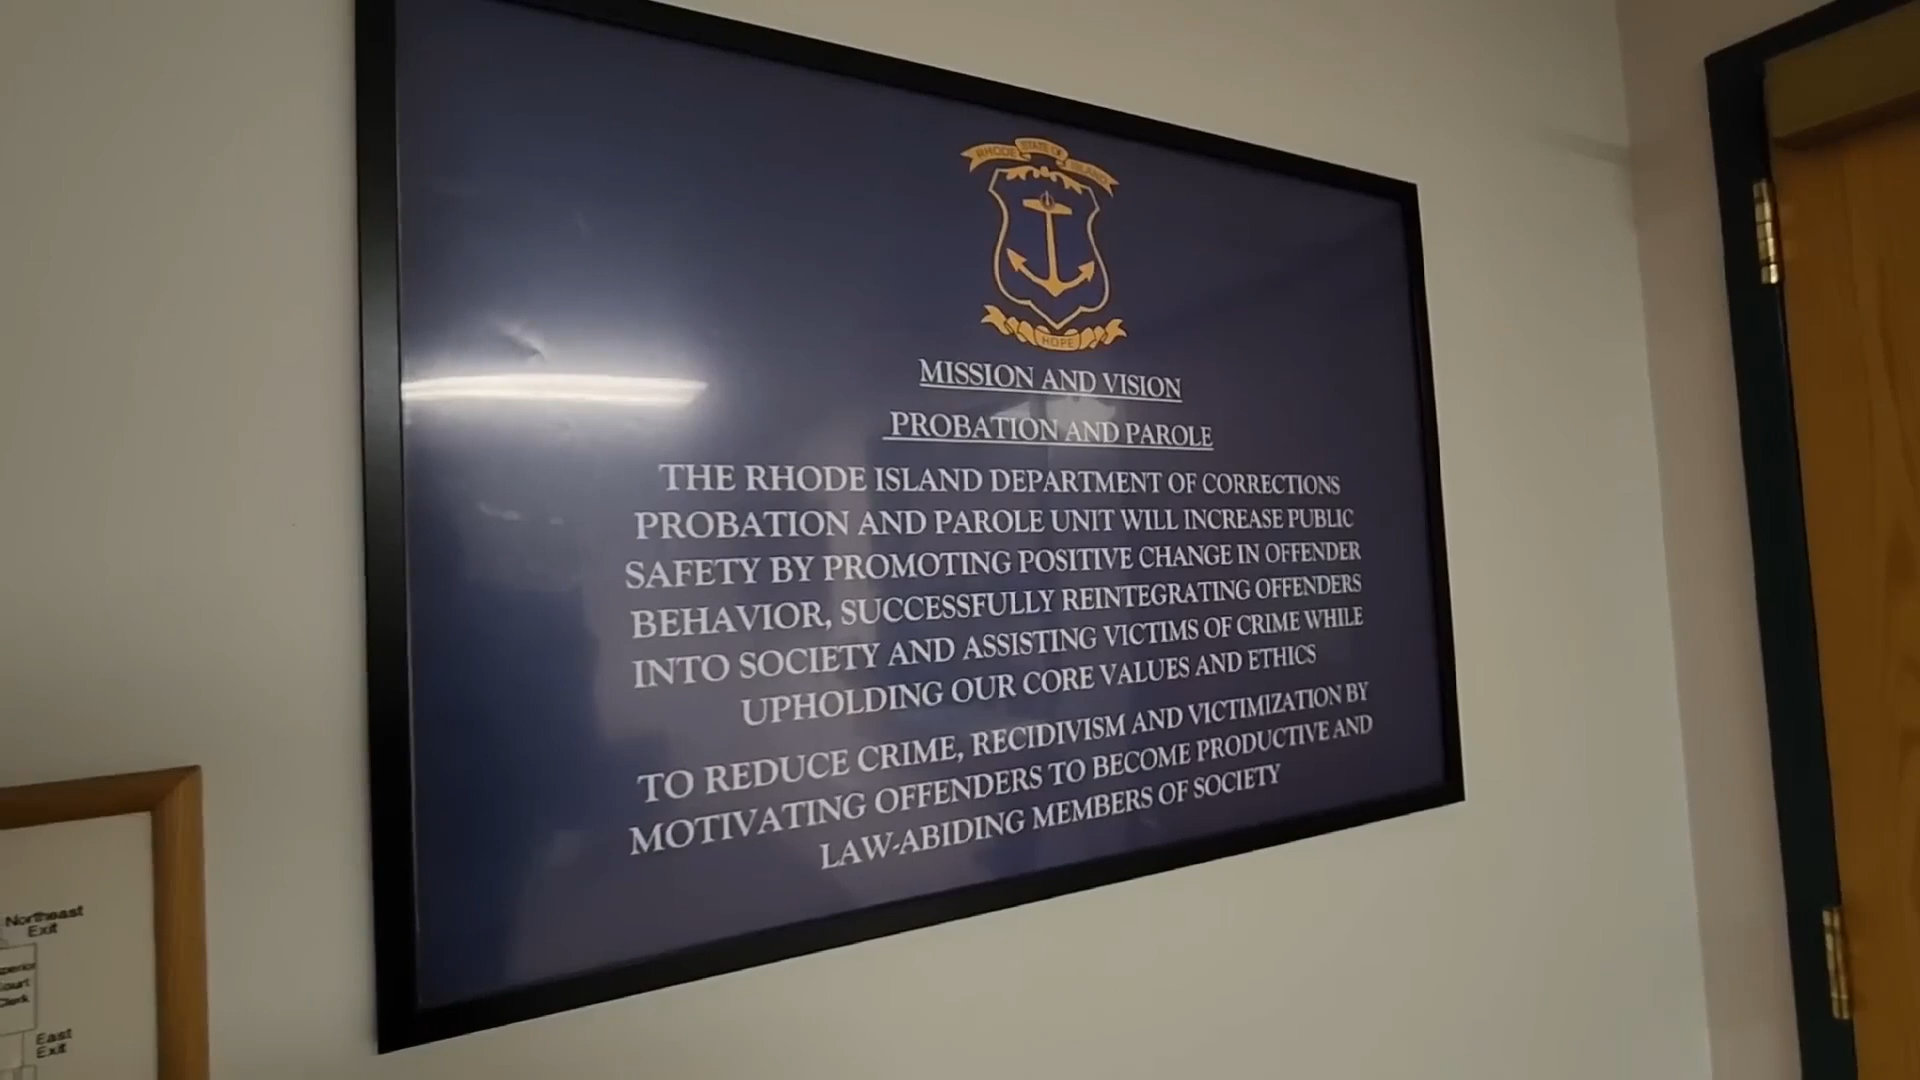 RHODE STATE OF ISLAND
HOPE
MISSION AND VISION
PROBATION AND PAROLE
THE RHODE ISLAND DEPARTMENT OF CORRECTIONS
PROBATION AND PAROLE UNIT WILL INCREASE PUBLIC
SAFETY BY PROMOTING POSITIVE CHANGE IN OFFENDER
BEHAVIOR, SUCCESSFULLY REINTEGRATING OFFENDERS
INTO SOCIETY AND ASSISTING VICTIMS OF CRIME WHILE
UPHOLDING OUR CORE VALUES AND ETHICS
TO REDUCE CRIME, RECIDIVISM AND VICTIMIZATION BY
MOTIVATING OFFENDERS TO BECOME PRODUCTIVE AND
LAW-ABIDING MEMBERS OF SOCIETY
Northeast
Exit
Clerk
East
Exit